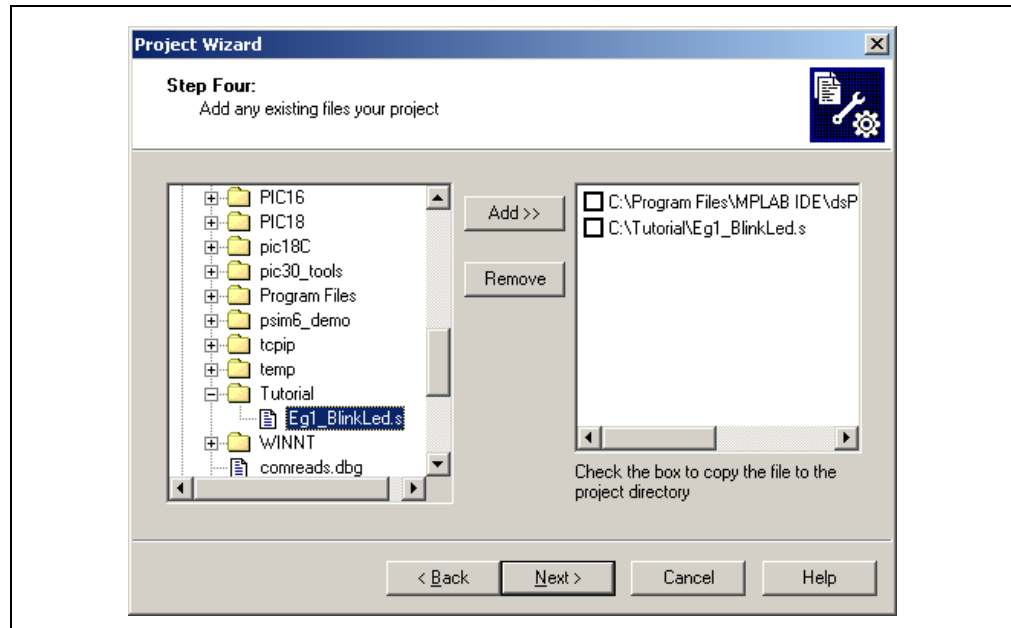 Project Wizard
Step Four:
Add any existing files your project
PIC16
PIC18
pic18C
pic30_tools
Program Files
psim6_demo
tcpip
temp
Tutorial
Eg1_BlinkLed.s
WINNT
comreads.dbg
Add >>
Remove
C:\Program Files\MPLAB IDE\dsP
C:\Tutorial\Eg1_BlinkLed.s
Check the box to copy the file to the
project directory
< Back
Next >
Cancel
Help